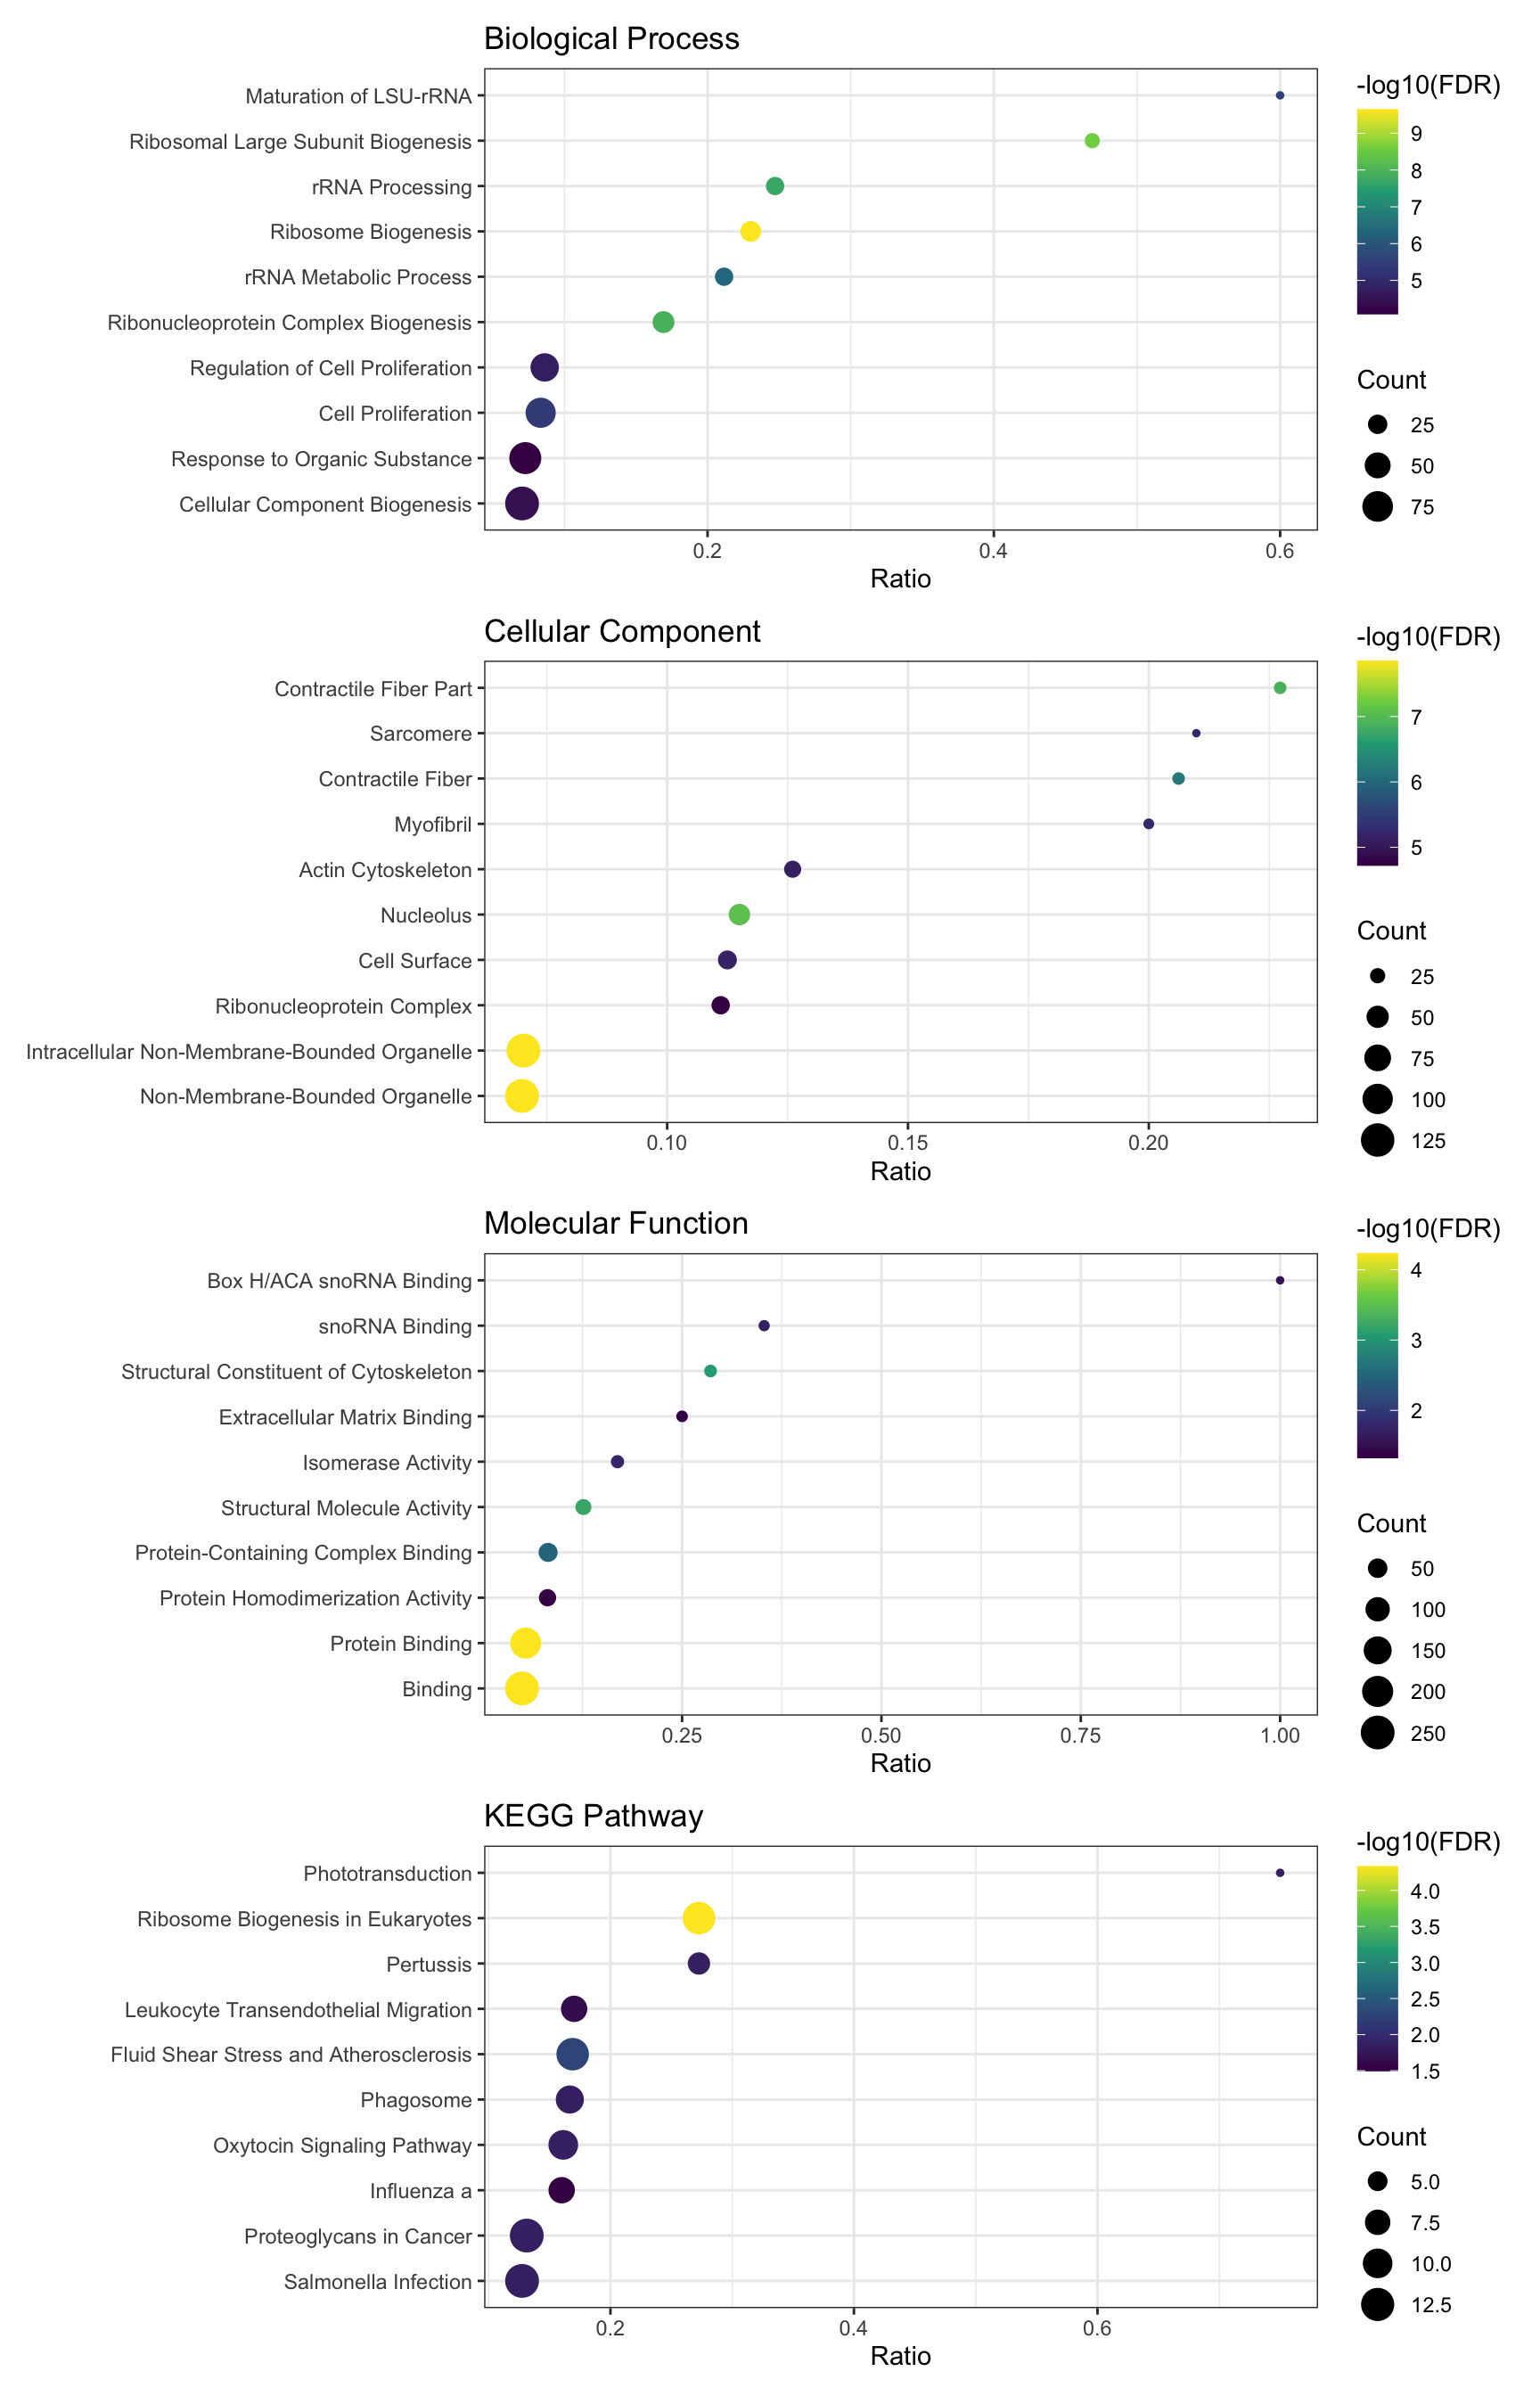 Biological Process
Maturation of LSU-rRNA
Ribosomal Large Subunit Biogenesis
rRNA Processing
Ribosome Biogenesis
rRNA Metabolic Process
Ribonucleoprotein Complex Biogenesis
Regulation of Cell Proliferation
Cell Proliferation
Response to Organic Substance
Cellular Component Biogenesis
0.2 0.4 0.6
Ratio
-log10(FDR)
9
8
7
6
5
Count
25
50
75
Cellular Component
Contractile Fiber Part
Sarcomere
Contractile Fiber
Myofibril
Actin Cytoskeleton
Nucleolus
Cell Surface
Ribonucleoprotein Complex
Intracellular Non-Membrane-Bounded Organelle
Non-Membrane-Bounded Organelle
0.10 0.15 0.20
Ratio
-log10(FDR)
7
6
5
Count
25
50
75
100
125
Molecular Function
Box H/ACA snoRNA Binding
snoRNA Binding
Structural Constituent of Cytoskeleton
Extracellular Matrix Binding
Isomerase Activity
Structural Molecule Activity
Protein-Containing Complex Binding
Protein Homodimerization Activity
Protein Binding
Binding
0.25 0.50 0.75 1.00
Ratio
-log10(FDR)
4
3
2
Count
50
100
150
200
250
KEGG Pathway
Phototransduction
Ribosome Biogenesis in Eukaryotes
Pertussis
Leukocyte Transendothelial Migration
Fluid Shear Stress and Atherosclerosis
Phagosome
Oxytocin Signaling Pathway
Influenza a
Proteoglycans in Cancer
Salmonella Infection
0.2 0.4 0.6
Ratio
-log10(FDR)
4.0
3.5
3.0
2.5
2.0
1.5
Count
5.0
7.5
10.0
12.5